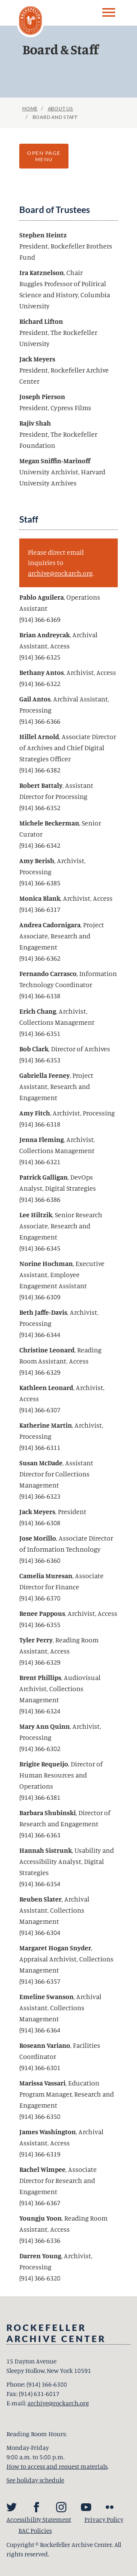 Board & Staff
HOME / ABOUT US
/ BOARD AND STAFF
OPEN PAGE
MENU
Board of Trustees
Stephen Heintz
President, Rockefeller Brothers
Fund
Ira Katznelson, Chair
Ruggles Professor of Political
Science and History, Columbia
University
Richard Lifton
President, The Rockefeller
University
Jack Meyers
President, Rockefeller Archive
Center
Joseph Pierson
President, Cypress Films
Rajiv Shah
President, The Rockefeller
Foundation
Megan Sniffin-Marinoff
University Archivist, Harvard
University Archives
Staff
Please direct email
inquiries to
archive@rockarch.org.
Pablo Aguilera, Operations
Assistant
(914) 366-6369
Brian Andreycak, Archival
Assistant, Access
(914) 366-6325
Bethany Antos, Archivist, Access
(914) 366-6322
Gail Antos, Archival Assistant,
Processing
(914) 366-6366
Hillel Arnold, Associate Director
of Archives and Chief Digital
Strategies Officer
(914) 366-6382
Robert Battaly, Assistant
Director for Processing
(914) 366-6352
Michele Beckerman, Senior
Curator
(914) 366-6342
Amy Berish, Archivist,
Processing
(914) 366-6385
Monica Blank, Archivist, Access
(914) 366-6317
Andrea Cadornigara, Project
Associate, Research and
Engagement
(914) 366-6362
Fernando Carrasco, Information
Technology Coordinator
(914) 366-6338
Erich Chang, Archivist,
Collections Management
(914) 366-6351
Bob Clark, Director of Archives
(914) 366-6353
Gabriella Feeney, Project
Assistant, Research and
Engagement
Amy Fitch, Archivist, Processing
(914) 366-6318
Jenna Fleming, Archivist,
Collections Management
(914) 366-6321
Patrick Galligan, DevOps
Analyst, Digital Strategies
(914) 366-6386
Lee Hiltzik, Senior Research
Associate, Research and
Engagement
(914) 366-6345
Norine Hochman, Executive
Assistant, Employee
Engagement Assistant
(914) 366-6309
Beth Jaffe-Davis, Archivist,
Processing
(914) 366-6344
Christine Leonard, Reading
Room Assistant, Access
(914) 366-6329
Kathleen Leonard, Archivist,
Access
(914) 366-6307
Katherine Martin, Archivist,
Processing
(914) 366-6311
Susan McDade, Assistant
Director for Collections
Management
(914) 366-6323
Jack Meyers, President
(914) 366-6308
Jose Morillo, Associate Director
of Information Technology
(914) 366-6360
Camelia Muresan, Associate
Director for Finance
(914) 366-6370
Renee Pappous, Archivist, Access
(914) 366-6355
Tyler Perry, Reading Room
Assistant, Access
(914) 366-6329
Brent Phillips, Audiovisual
Archivist, Collections
Management
(914) 366-6324
Mary Ann Quinn, Archivist,
Processing
(914) 366-6302
Brigite Requeijo, Director of
Human Resources and
Operations
(914) 366-6381
Barbara Shubinski, Director of
Research and Engagement
(914) 366-6363
Hannah Sistrunk, Usability and
Accessibility Analyst, Digital
Strategies
(914) 366-6354
Reuben Slater, Archival
Assistant, Collections
Management
(914) 366-6304
Margaret Hogan Snyder,
Appraisal Archivist, Collections
Management
(914) 366-6357
Emeline Swanson, Archival
Assistant, Collections
Management
(914) 366-6364
Roseann Variano, Facilities
Coordinator
(914) 366-6301
Marissa Vassari, Education
Program Manager, Research and
Engagement
(914) 366-6350
James Washington, Archival
Assistant, Access
(914) 366-6319
Rachel Wimpee, Associate
Director for Research and
Engagement
(914) 366-6367
Youngju Yoon, Reading Room
Assistant, Access
(914) 366-6336
Darren Young, Archivist,
Processing
(914) 366-6320
ROCKEFELLER
ARCHIVE CENTER
15 Dayton Avenue
Sleepy Hollow, New York 10591
Phone: (914) 366-6300
Fax: (914) 631-6017
E-mail: archive@rockarch.org
Reading Room Hours:
Monday-Friday
9:00 a.m. to 5:00 p.m.
How to access and request materials.
See holiday schedule
Accessibility Statement Privacy Policy
RAC Policies
Copyright © Rockefeller Archive Center. All
rights reserved.